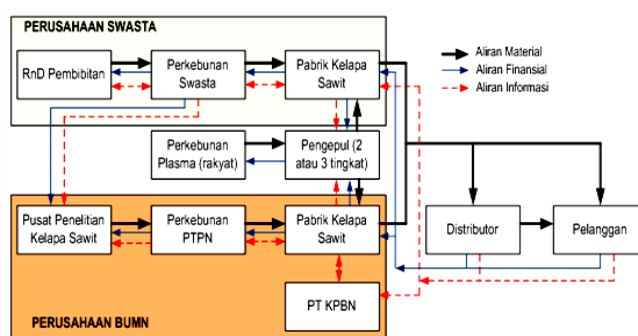 PERUSAHAAN SWASTA
RnD Pembibitan
Perkebunan
Swasta
Pabrik Kelapa
Sawit
Aliran Material
Aliran Finansial
Aliran Informasi
Perkebunan
Plasma (rakyat)
Pengepul (2
atau 3 tingkat)
Pusat Penelitian
Kelapa Sawit
Perkebunan
PTPN
Pabrik Kelapa
Sawit
Distributor
Pelanggan
PT KPBN
PERUSAHAAN BUMN